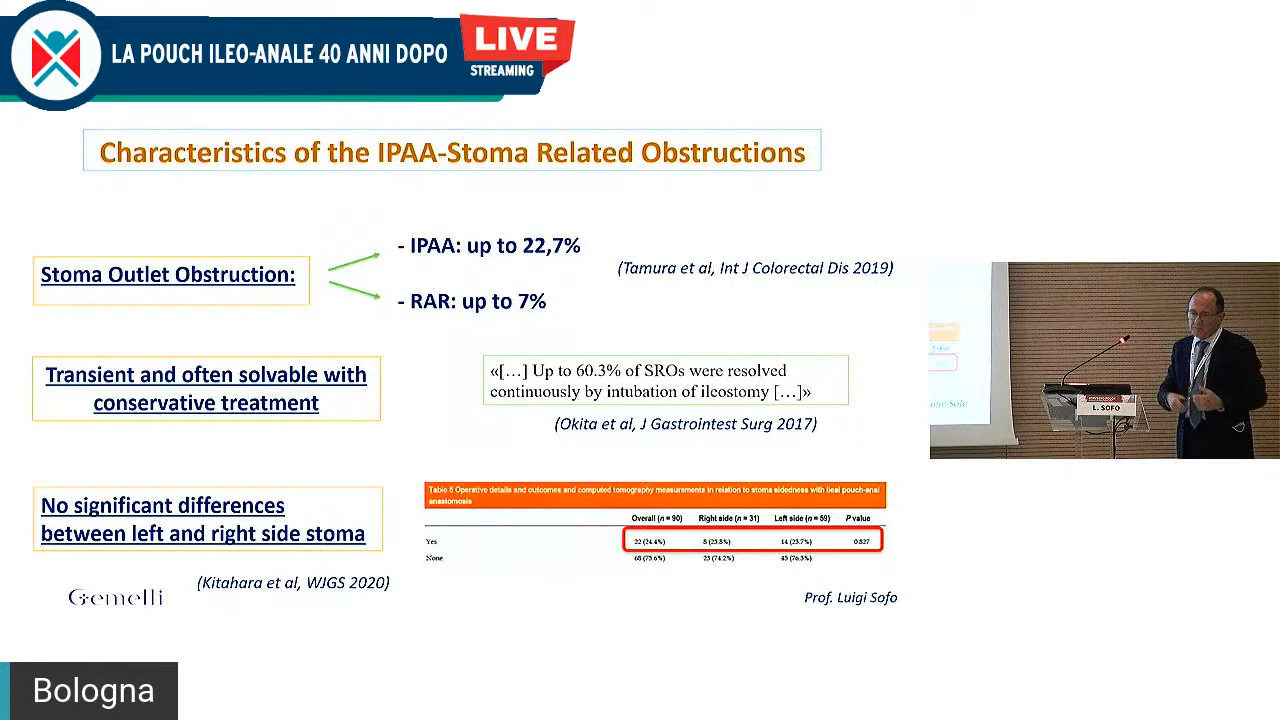 LA POUCH ILEO-ANALE 40 ANNI DOPO
LIVE
STREAMING
Characteristics of the IPAA-Stoma Related Obstructions
Stoma Outlet Obstruction:
- IPAA: up to 22,7%
(Tamura et al, Int J Colorectal Dis 2019)
- RAR: up to 7%
Transient and often solvable with
conservative treatment
«[…] Up to 60.3% of SROs were resolved
continuously by intubation of ileostomy […]»
(Okita et al, J Gastrointest Surg 2017)
No significant differences
between left and right side stoma
(Kitahara et al, WJGS 2020)
Table 5 Operative details and outcomes and computed tomography measurements in relation to stoma sidedness with ileal pouch-anal
anastomosis
Overall (n = 90) Right side (n = 31) Left side (n = 59) P value
Yes 22 (24.4%) 8 (25.8%) 14 (23.7%) 0.827
None 68 (75.6%) 23 (74.2%) 45 (76.3%)
Gemelli
Prof. Luigi Sofo
L. SOFO
Bologna